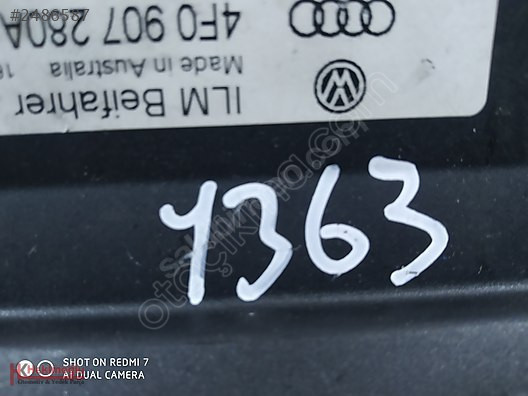 #2486587
4F0 907 280A
Made in Australia
ILM Beifahrer
1363
SHOT ON REDMI 7
AI DUAL CAMERA